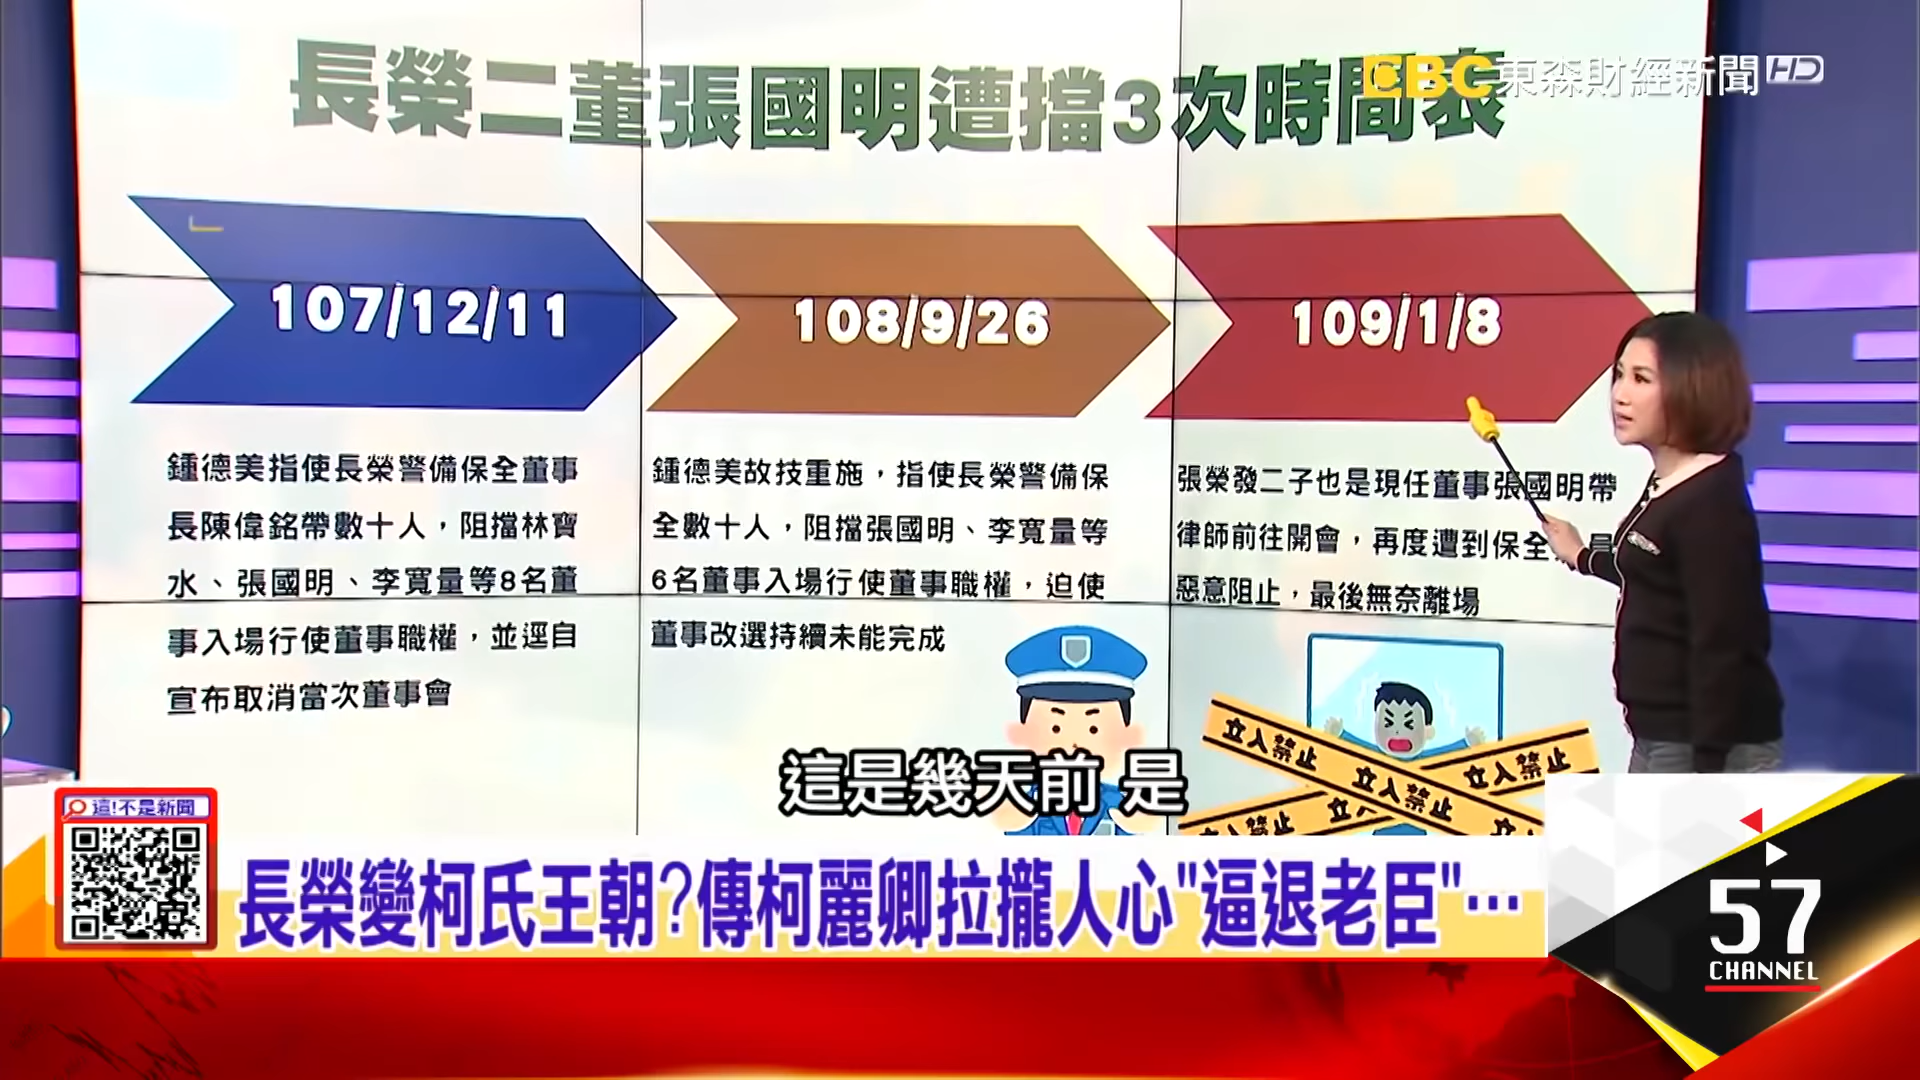 長榮二董張國明遭擋3次時間表
EBC 東森財經新聞 HD
107/12/11
108/9/26
109/1/8
鍾德美指使長榮警備保全董事
長陳偉銘帶數十人，阻擋林寶
水、張國明、李寬量等8名董
事入場行使董事職權，並逕自
宣布取消當次董事會
鍾德美故技重施，指使長榮警備保
全數十人，阻擋張國明、李寬量等
6名董事入場行使董事職權，迫使
董事改選持續未能完成
張榮發二子也是現任董事張國明帶
律師前往開會，再度遭到保全 員
惡意阻止，最後無奈離場
立入禁止
立入禁止
立入禁止
這是幾天前 是
這!不是新聞
長榮變柯氏王朝?傳柯麗卿拉攏人心"逼退老臣"…
57
CHANNEL